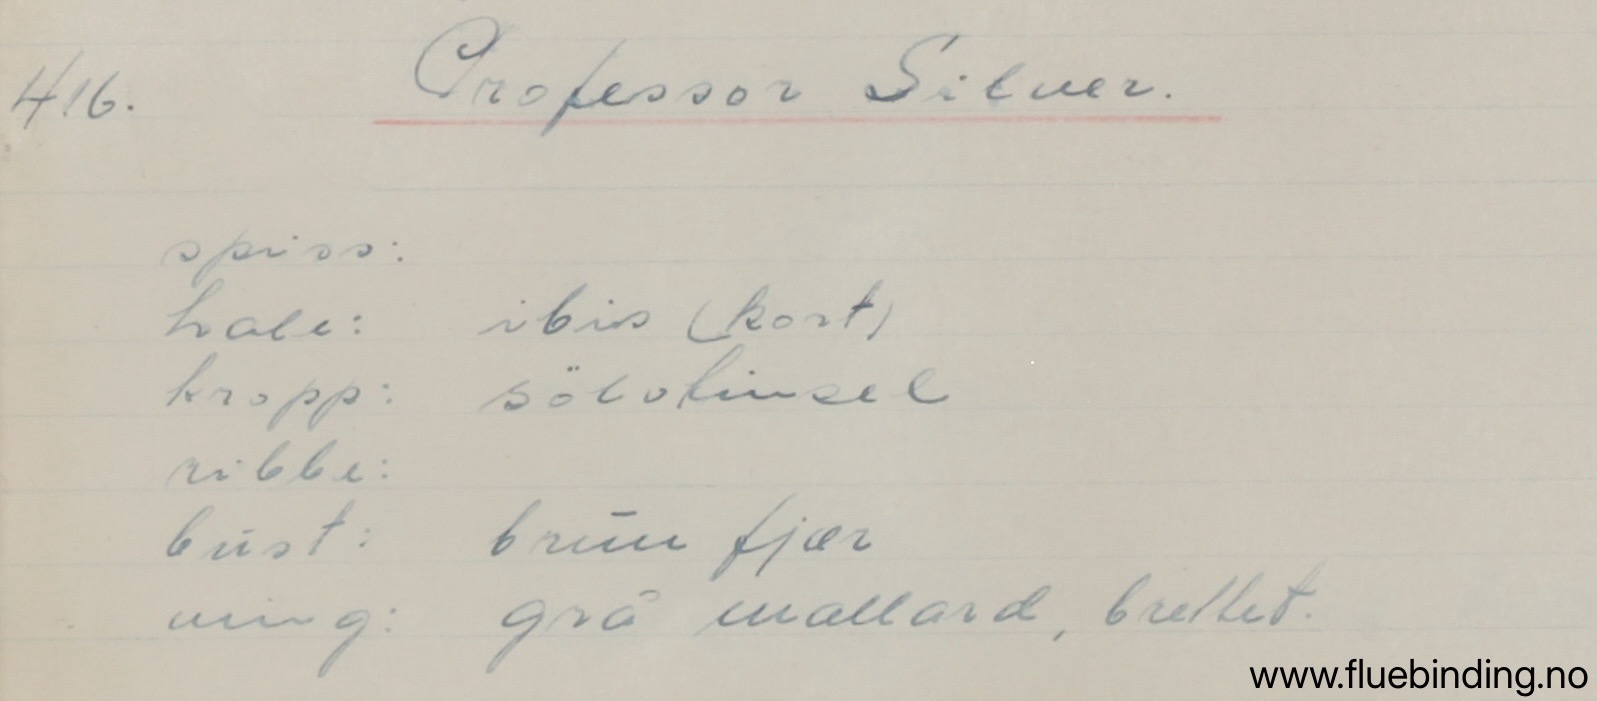 416. Professor Silver.
spiss:
hale: ibis (kort)
kropp: sölvtinsel
ribbe:
bust: brun fjær
ving: grå mallard, brettet.
www.fluebinding.no